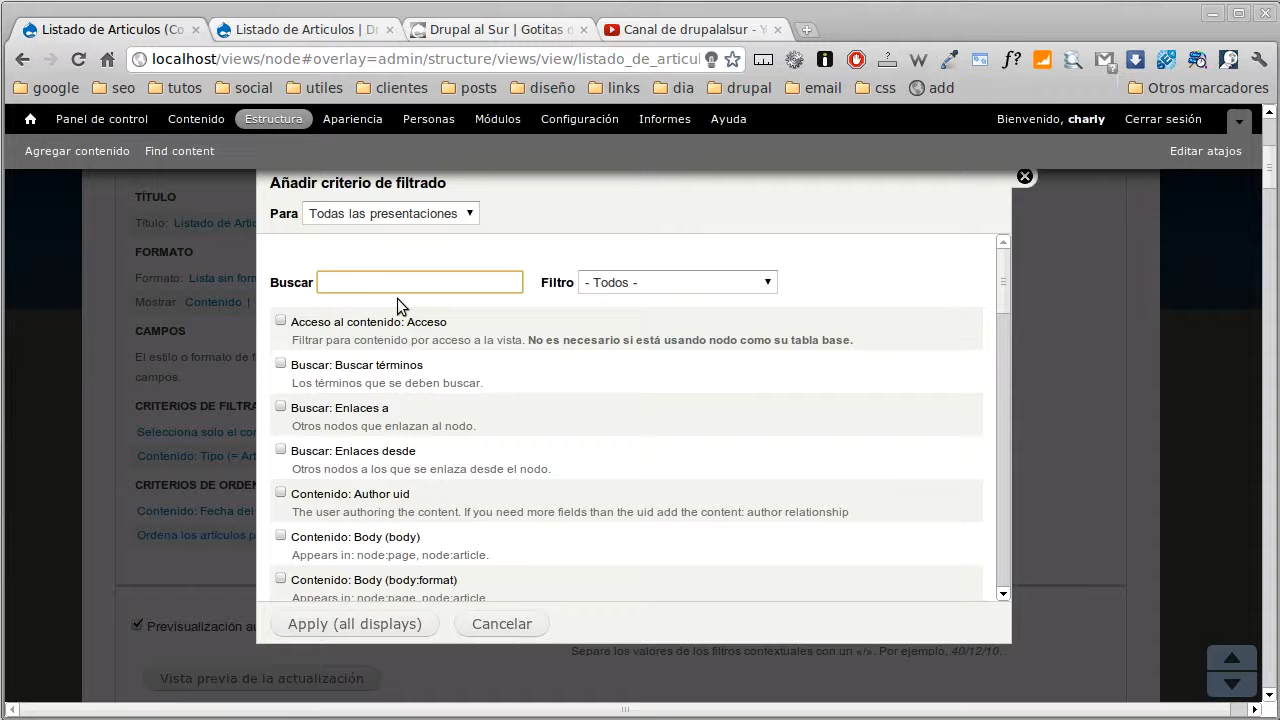 Listado de Articulos (Co
Listado de Articulos | D
Drupal al Sur | Gotitas d
Canal de drupalalsur - Y
localhost/views/node#overlay=admin/structure/views/view/listado_de_articul
google seo tutos social utiles clientes posts diseño links dia drupal email css add Otros marcadores
Panel de control Contenido Estructura Apariencia Personas Módulos Configuración Informes Ayuda Bienvenido, charly Cerrar sesión
Agregar contenido Find content Editar atajos
Añadir criterio de filtrado
Para Todas las presentaciones
Buscar Filtro - Todos -
Acceso al contenido: Acceso
Filtrar para contenido por acceso a la vista. No es necesario si está usando nodo como su tabla base.
Buscar: Buscar términos
Los términos que se deben buscar.
Buscar: Enlaces a
Otros nodos que enlazan al nodo.
Buscar: Enlaces desde
Otros nodos a los que se enlaza desde el nodo.
Contenido: Author uid
The user authoring the content. If you need more fields than the uid add the content: author relationship
Contenido: Body (body)
Appears in: node:page, node:article.
Contenido: Body (body:format)
Appears in: node:page, node:article.
Apply (all displays) Cancelar
TÍTULO
Título: Listado de Artic
FORMATO
Formato: Lista sin form
Mostrar Contenido |
CAMPOS
El estilo o formato de f
campos.
CRITERIOS DE FILTRA
Selecciona solo el cor
Contenido: Tipo (= Art
CRITERIOS DE ORDE
Contenido: Fecha del
Ordena los artículos p
Previsualización au
Separe los valores de los filtros contextuales con un «/». Por ejemplo, 40/12/10.
Vista previa de la actualización